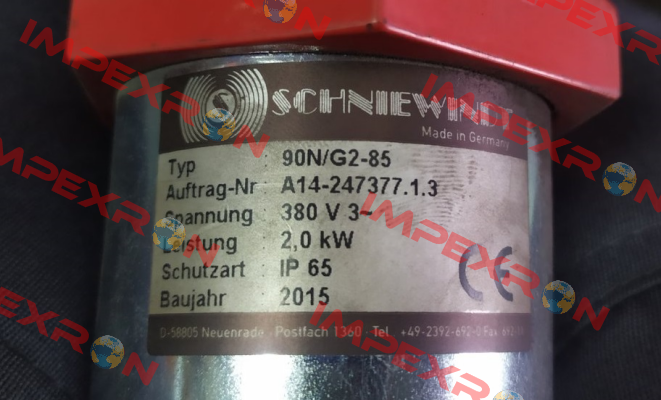 SCHNIEWINDT
Made in Germany
Typ : 90N/G2-85
Auftrag-Nr : A14-247377.1.3
Spannung : 380 V 3~
Leistung : 2,0 kW
Schutzart : IP 65
Baujahr : 2015
CE
D-58805 Neuenrade · Postfach 1360 · Tel. +49-2392-692-0 Fax
IMPEXRON